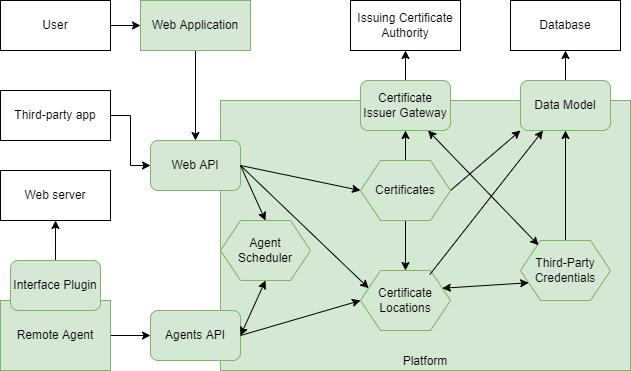 User
Web Application
Issuing Certificate
Authority
Database
Third-party app
Certificate
Issuer Gateway
Data Model
Web API
Certificates
Web server
Agent
Scheduler
Third-Party
Credentials
Interface Plugin
Certificate
Locations
Remote Agent
Agents API
Platform